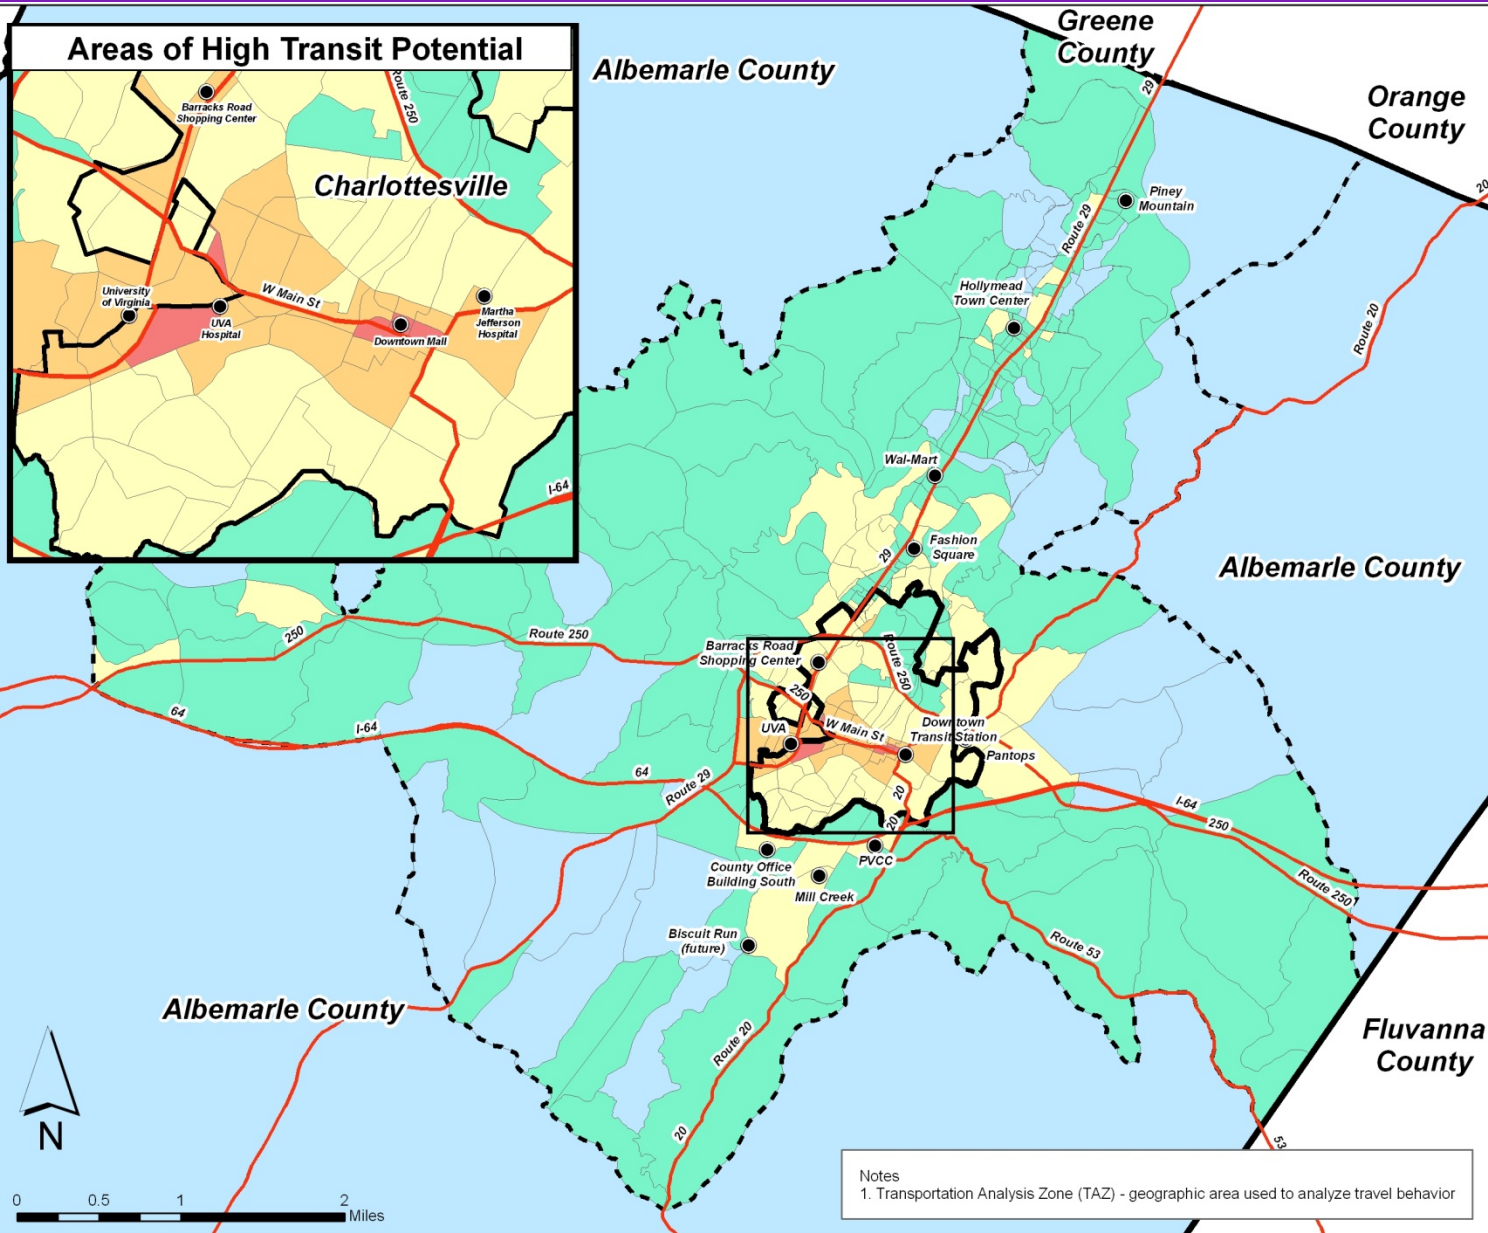 Areas of High Transit Potential
Barracks Road
Shopping Center
Route 250
Charlottesville
University
of Virginia
UVA
Hospital
W Main St
Downtown Mall
Martha
Jefferson
Hospital
I-64
Albemarle County
Greene
County
Orange
County
29
20
Piney
Mountain
Route 29
Hollymead
Town Center
Route 20
Wal-Mart
Fashion
Square
29
Albemarle County
250
Route 250
Barracks Road
Shopping Center
Route 250
250
UVA
W Main St
Downtown
Transit Station
Pantops
64
I-64
64
Route 29
20
20
I-64
250
Route 250
County Office
Building South
PVCC
Mill Creek
Biscuit Run
(future)
Route 53
Albemarle County
Route 20
20
Fluvanna
County
53
N
0 0.5 1 2
Miles
Notes
1. Transportation Analysis Zone (TAZ) - geographic area used to analyze travel behavior